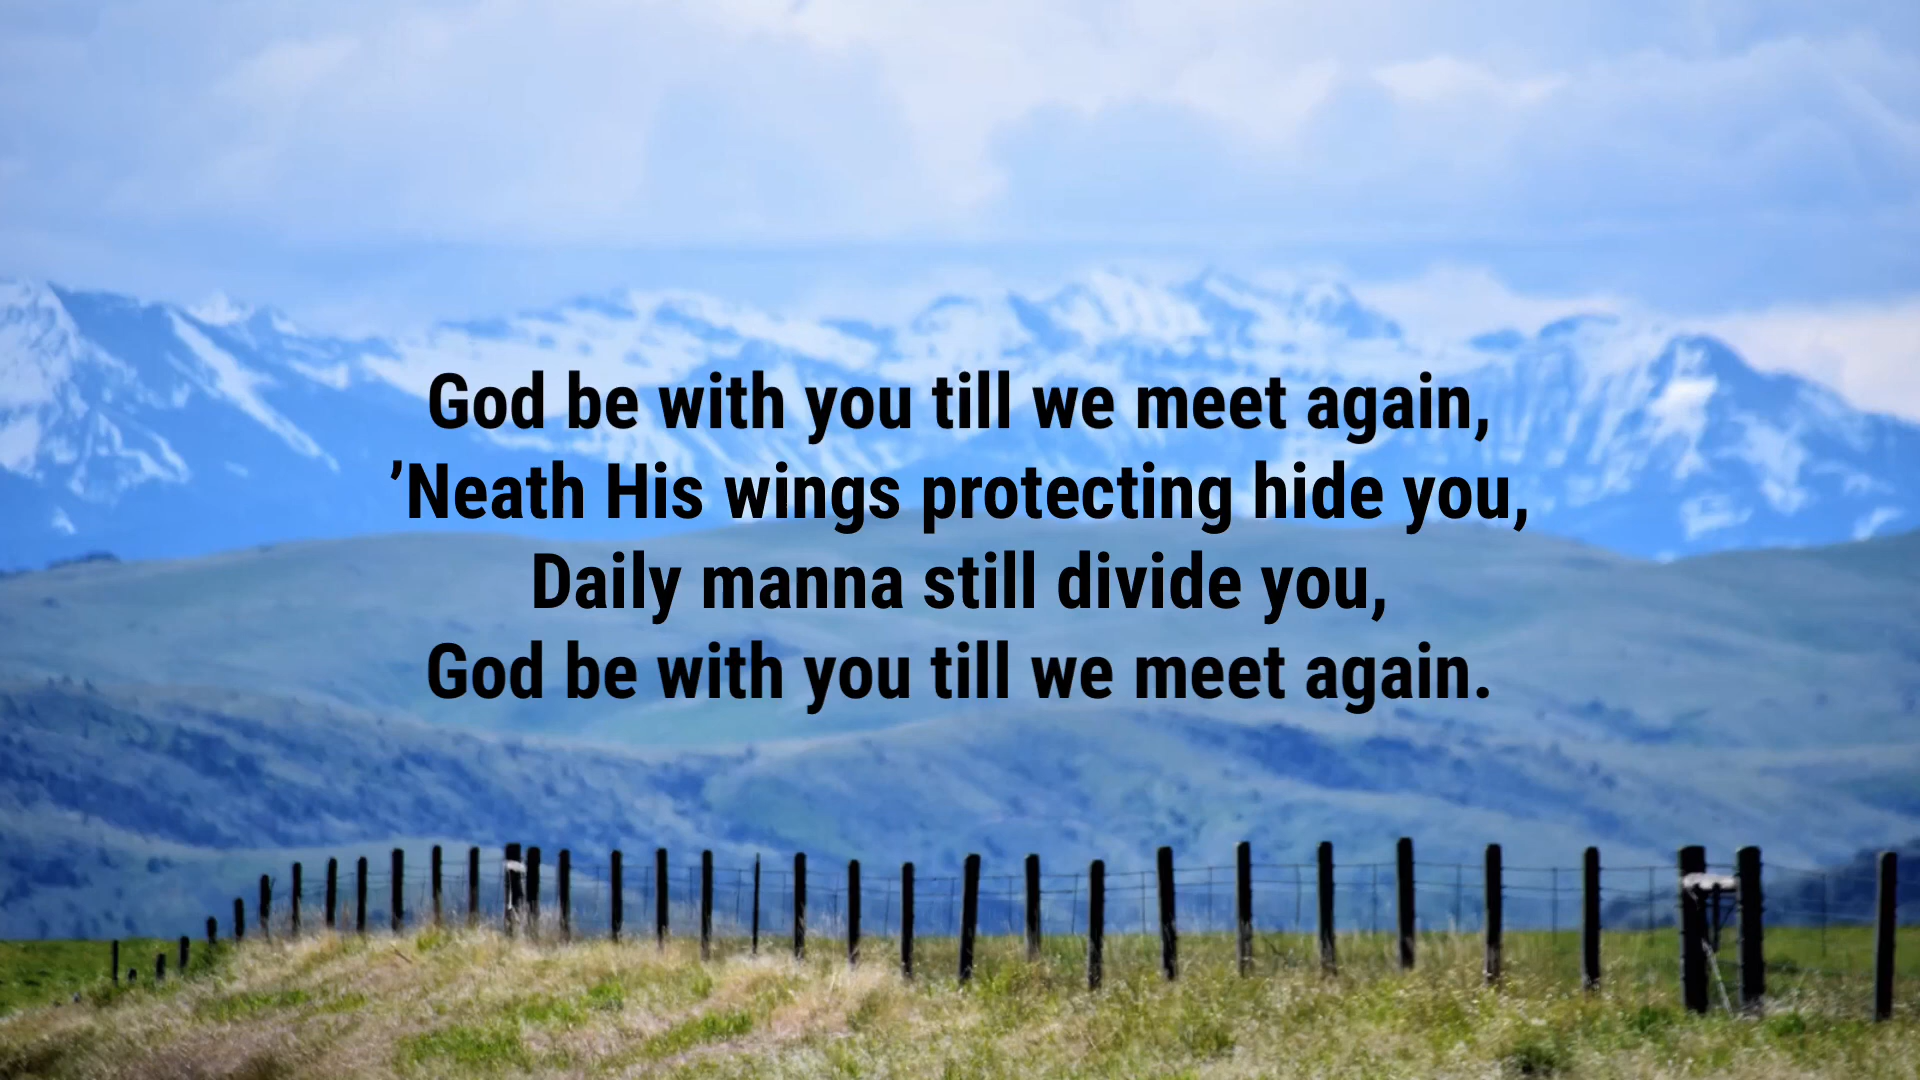 God be with you till we meet again,
’Neath His wings protecting hide you,
Daily manna still divide you,
God be with you till we meet again.